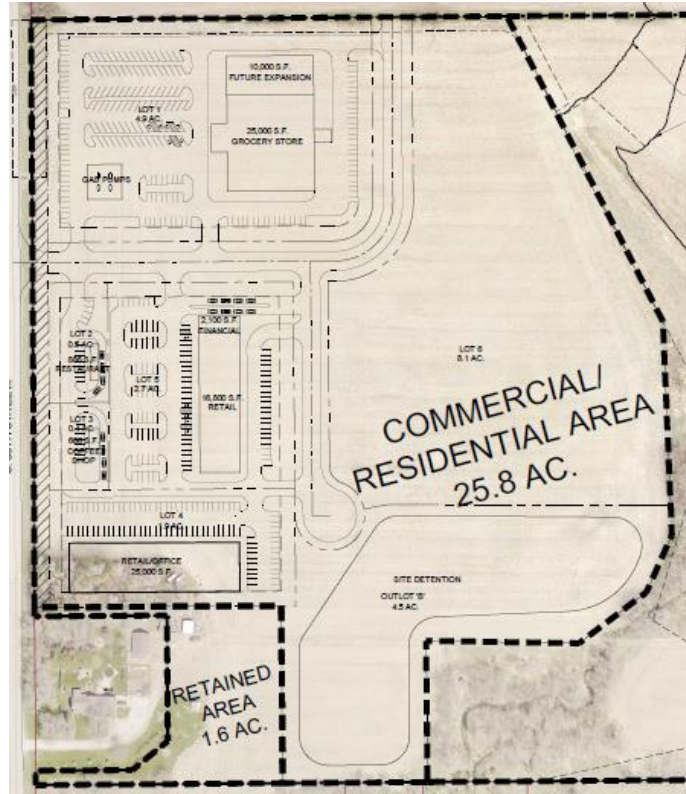 10,000 S.F.
FUTURE EXPANSION
LOT 1
4.9 AC.
25,000 S.F.
GROCERY STORE
GAS PUMPS
2,100 S.F.
FINANCIAL
LOT 2
RESTAURANT
LOT 5
2.7 AC.
16,800 S.F.
RETAIL
LOT 6
8.1 AC.
LOT 3
COFFEE
SHOP
COMMERCIAL/
RESIDENTIAL AREA
25.8 AC.
LOT 4
RETAIL/OFFICE
25,000 S.F.
SITE DETENTION
OUTLOT 'B'
4.5 AC.
RETAINED
AREA
1.6 AC.